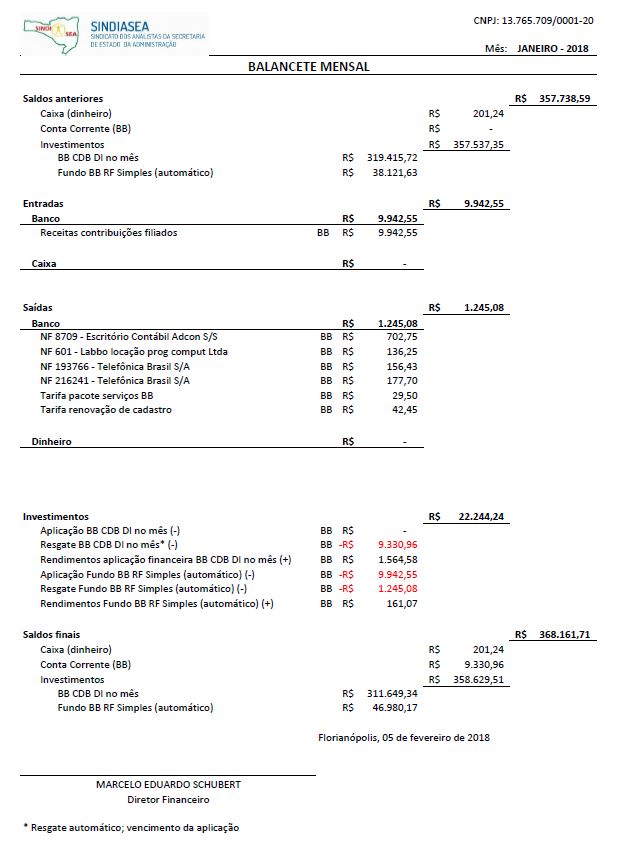 CNPJ: 13.765.709/0001-20
SINDI SEA
SINDIASEA
SINDICATO DOS ANALISTAS DA SECRETARIA
DE ESTADO DA ADMINISTRAÇÃO
Mês: JANEIRO - 2018
BALANCETE MENSAL
Saldos anteriores R$ 357.738,59
Caixa (dinheiro) R$ 201,24
Conta Corrente (BB) R$ -
Investimentos R$ 357.537,35
BB CDB DI no mês R$ 319.415,72
Fundo BB RF Simples (automático) R$ 38.121,63
Entradas R$ 9.942,55
Banco R$ 9.942,55
Receitas contribuições filiados BB R$ 9.942,55
Caixa R$ -
Saídas R$ 1.245,08
Banco R$ 1.245,08
NF 8709 - Escritório Contábil Adcon S/S BB R$ 702,75
NF 601 - Labbo locação prog comput Ltda BB R$ 136,25
NF 193766 - Telefônica Brasil S/A BB R$ 156,43
NF 216241 - Telefônica Brasil S/A BB R$ 177,70
Tarifa pacote serviços BB BB R$ 29,50
Tarifa renovação de cadastro BB R$ 42,45
Dinheiro R$ -
Investimentos R$ 22.244,24
Aplicação BB CDB DI no mês (-) BB R$ -
Resgate BB CDB DI no mês* (-) BB -R$ 9.330,96
Rendimentos aplicação financeira BB CDB DI no mês (+) BB R$ 1.564,58
Aplicação Fundo BB RF Simples (automático) (-) BB -R$ 9.942,55
Resgate Fundo BB RF Simples (automático) (-) BB -R$ 1.245,08
Rendimentos Fundo BB RF Simples (automático) (+) BB R$ 161,07
Saldos finais R$ 368.161,71
Caixa (dinheiro) R$ 201,24
Conta Corrente (BB) R$ 9.330,96
Investimentos R$ 358.629,51
BB CDB DI no mês R$ 311.649,34
Fundo BB RF Simples (automático) R$ 46.980,17
Florianópolis, 05 de fevereiro de 2018
MARCELO EDUARDO SCHUBERT
Diretor Financeiro
* Resgate automático; vencimento da aplicação